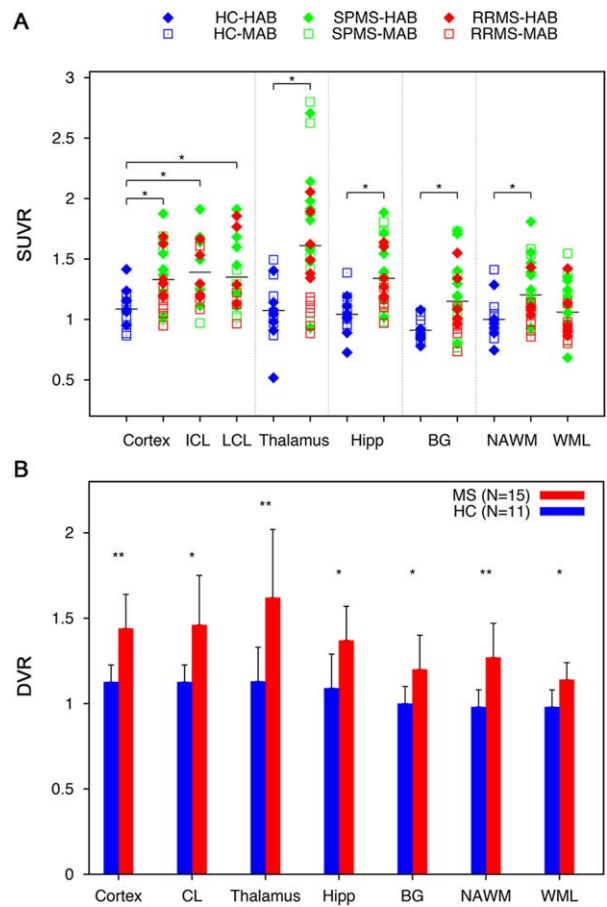 A
HC-HAB SPMS-HAB RRMS-HAB
HC-MAB SPMS-MAB RRMS-MAB
3
2.5
2
1.5
1
0.5
SUVR
* * * * * * *
Cortex ICL LCL Thalamus Hipp BG NAWM WML
B
MS (N=15)
HC (N=11)
2
1.5
1
0.5
0
DVR
** * ** * * ** *
Cortex CL Thalamus Hipp BG NAWM WML